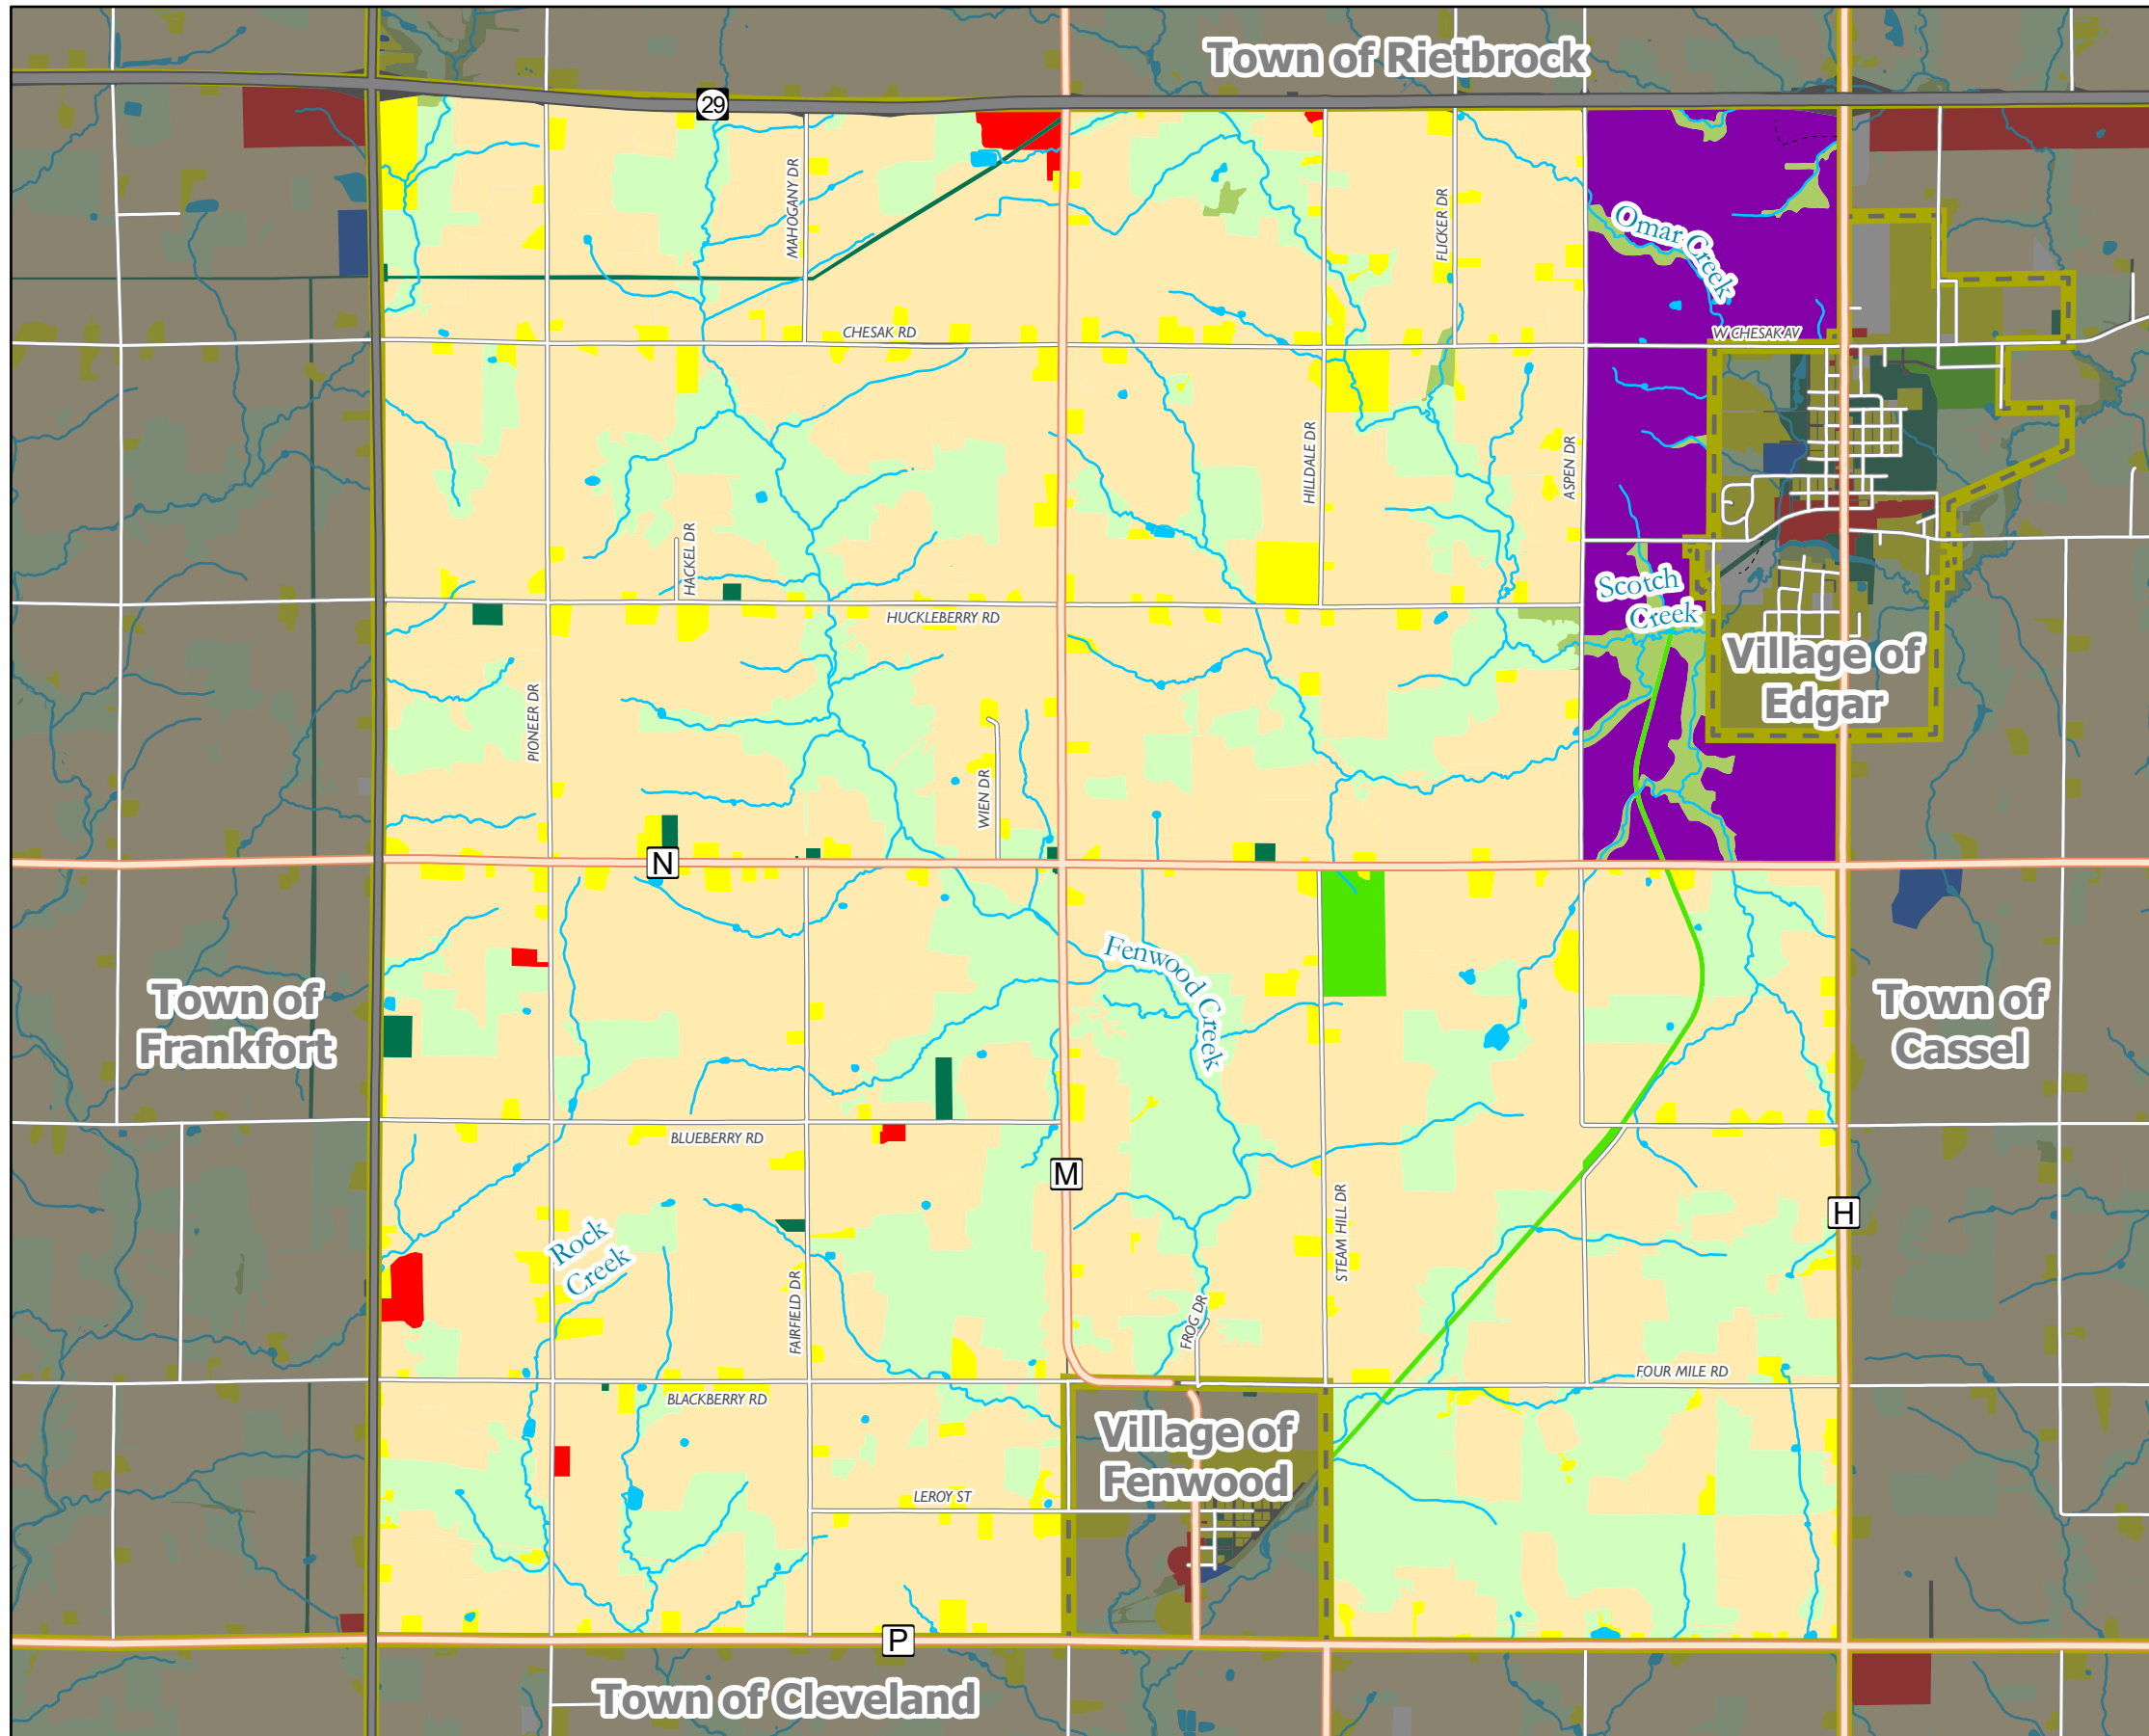 Town of Rietbrock
29
MAHOGANY DR
FLICKER DR
Omar Creek
CHESAK RD
W CHESAK AV
HILLDALE DR
ASPEN DR
HACKEL DR
HUCKLEBERRY RD
Scotch
Creek
Village of
Edgar
PIONEER DR
WIEN DR
N
Fenwood Creek
Town of
Frankfort
Town of
Cassel
BLUEBERRY RD
M
STEAM HILL DR
H
Rock
Creek
FAIRFIELD DR
FROG DR
FOUR MILE RD
BLACKBERRY RD
Village of
Fenwood
LEROY ST
P
Town of Cleveland